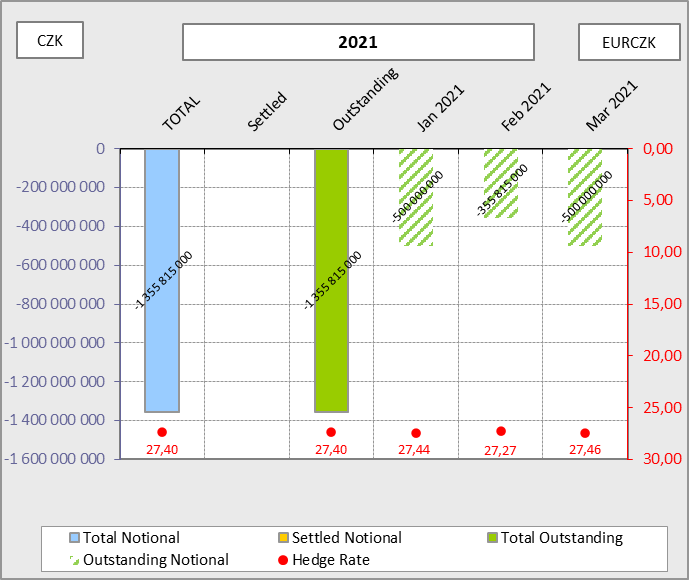 CZK
2021
EURCZK
TOTAL
Settled
OutStanding
Jan 2021
Feb 2021
Mar 2021
0
-200 000 000
-400 000 000
-600 000 000
-800 000 000
-1 000 000 000
-1 200 000 000
-1 400 000 000
-1 600 000 000
-1 355 815 000
-1 355 815 000
-500 000 000
-355 815 000
-500 000 000
27,40
27,40
27,44
27,27
27,46
0,00
5,00
10,00
15,00
20,00
25,00
30,00
Total Notional
Settled Notional
Total Outstanding
Outstanding Notional
Hedge Rate